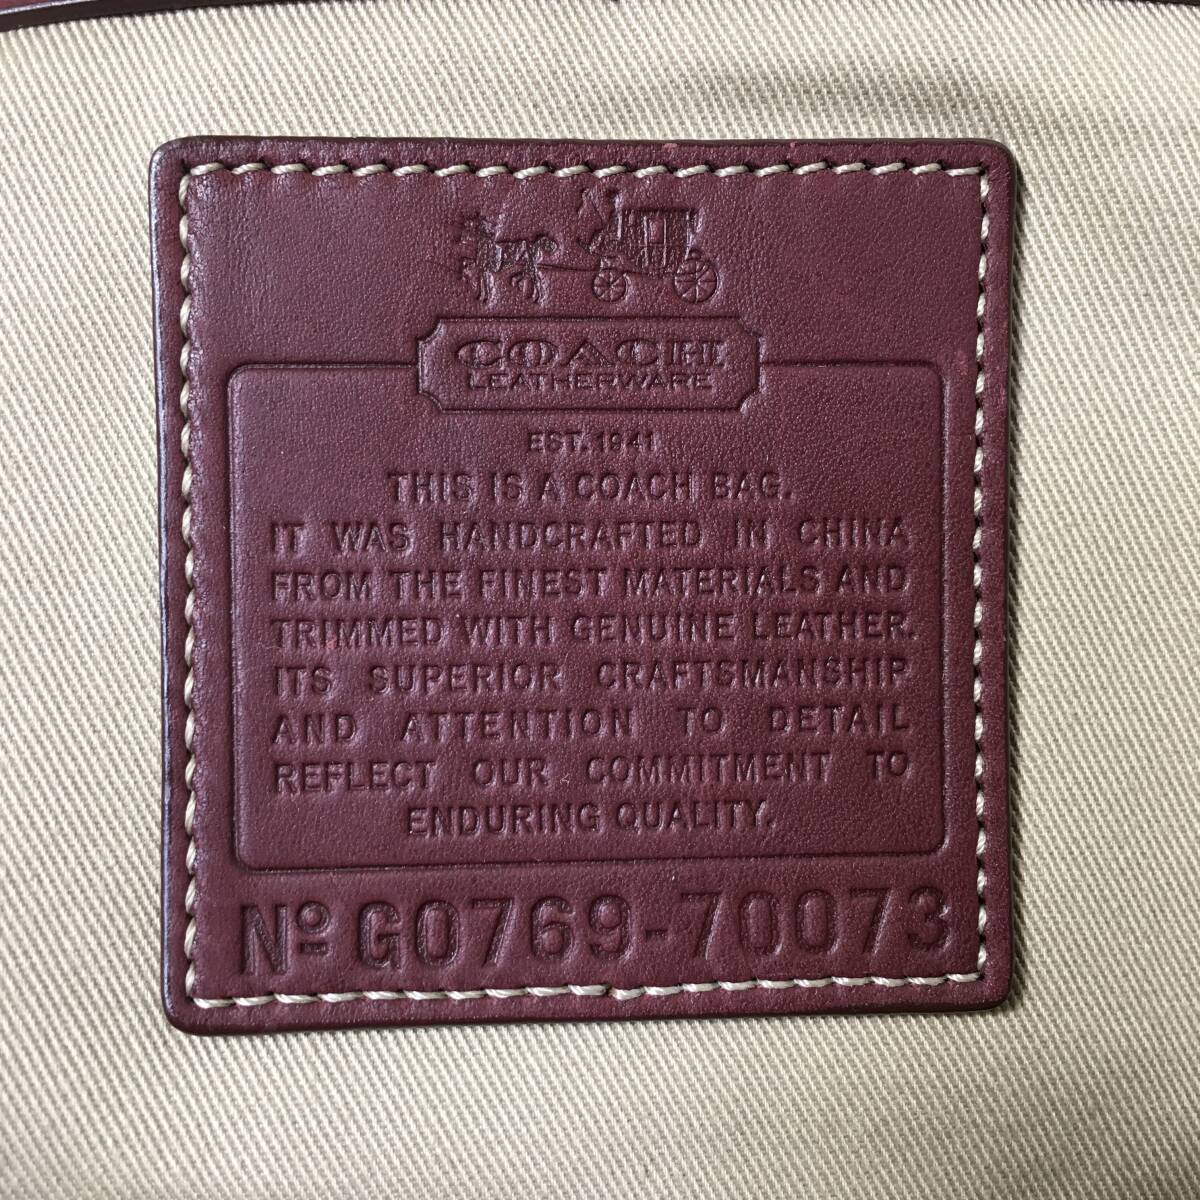 COACH
LEATHERWARE
EST. 1941
THIS IS A COACH BAG.
IT WAS HANDCRAFTED IN CHINA
FROM THE FINEST MATERIALS AND
TRIMMED WITH GENUINE LEATHER.
ITS SUPERIOR CRAFTSMANSHIP
AND ATTENTION TO DETAIL
REFLECT OUR COMMITMENT TO
ENDURING QUALITY.
Nº G0769-70073